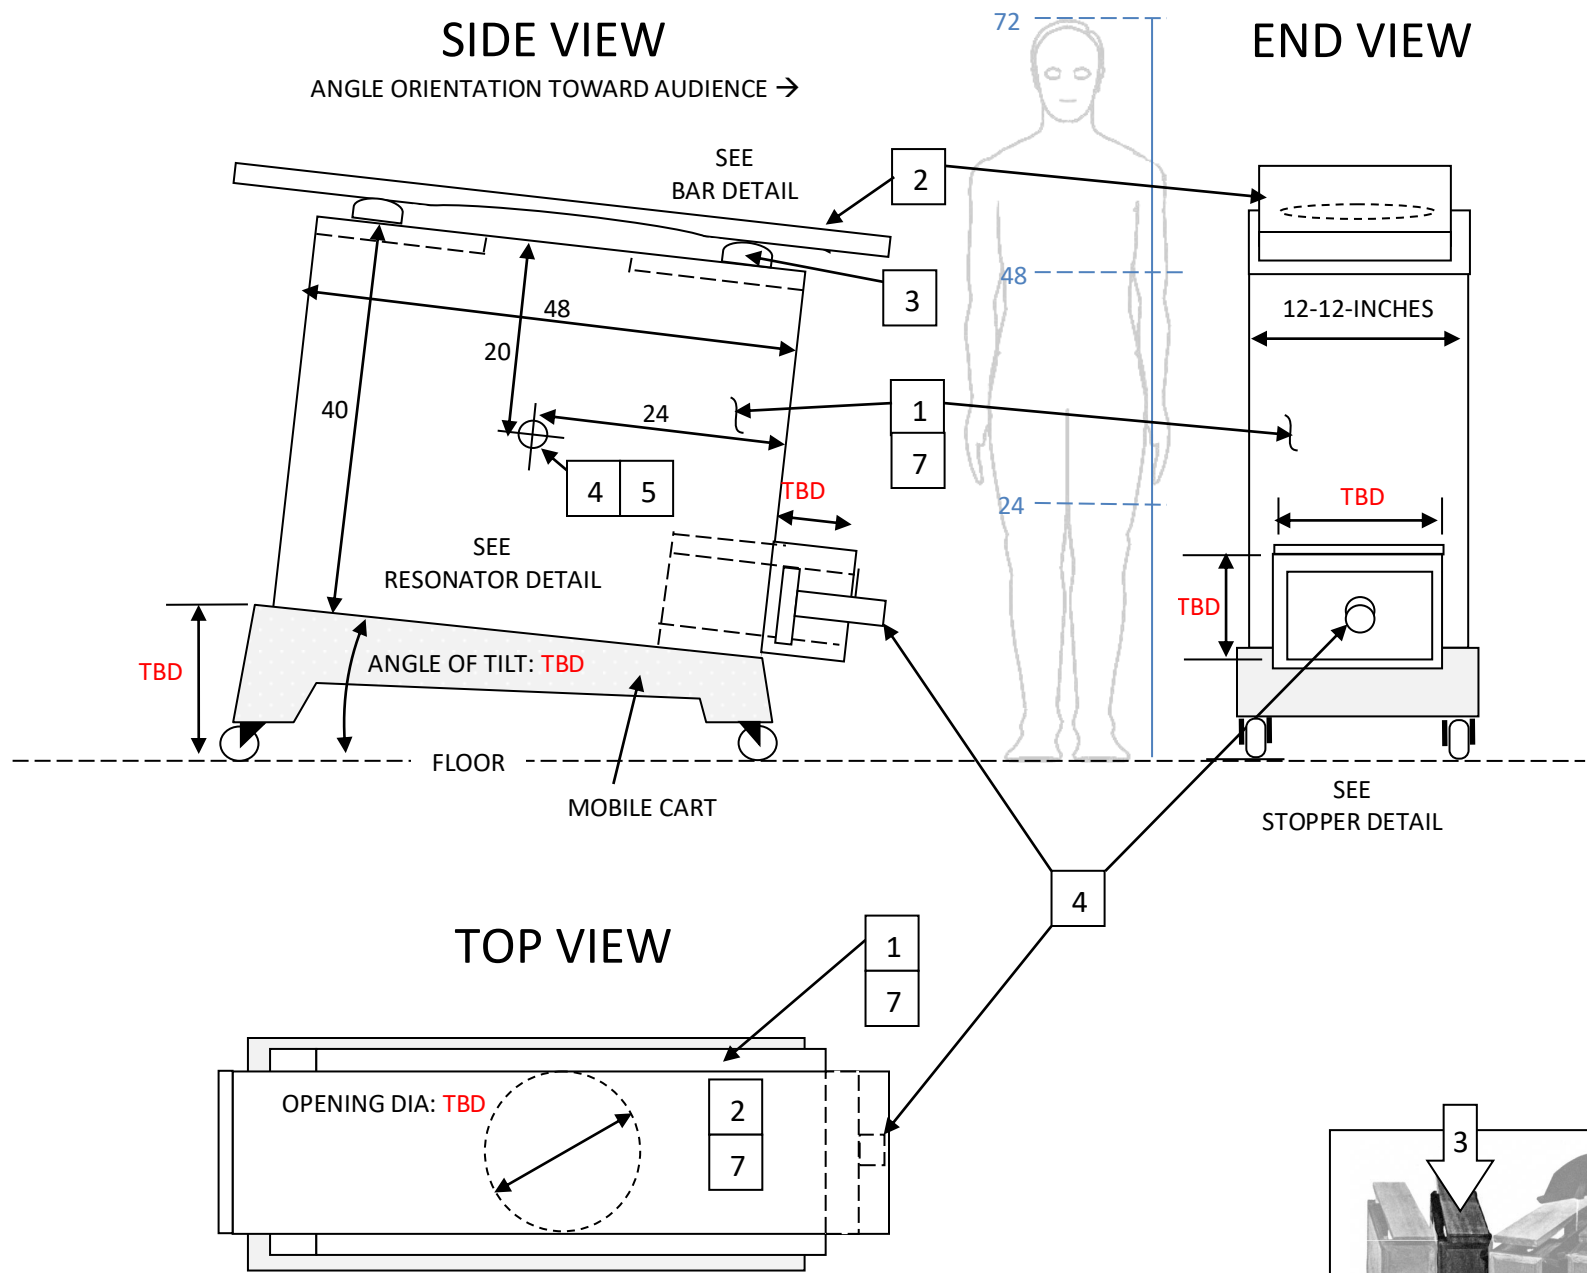 SIDE VIEW
ANGLE ORIENTATION TOWARD AUDIENCE →
72
END VIEW
SEE
BAR DETAIL
2
48
3
48
12-12-INCHES
20
40
24
1
7
4 5
TBD
24
TBD
SEE
RESONATOR DETAIL
TBD
TBD
ANGLE OF TILT: TBD
FLOOR
MOBILE CART
SEE
STOPPER DETAIL
4
TOP VIEW
1
7
OPENING DIA: TBD
2
7
3